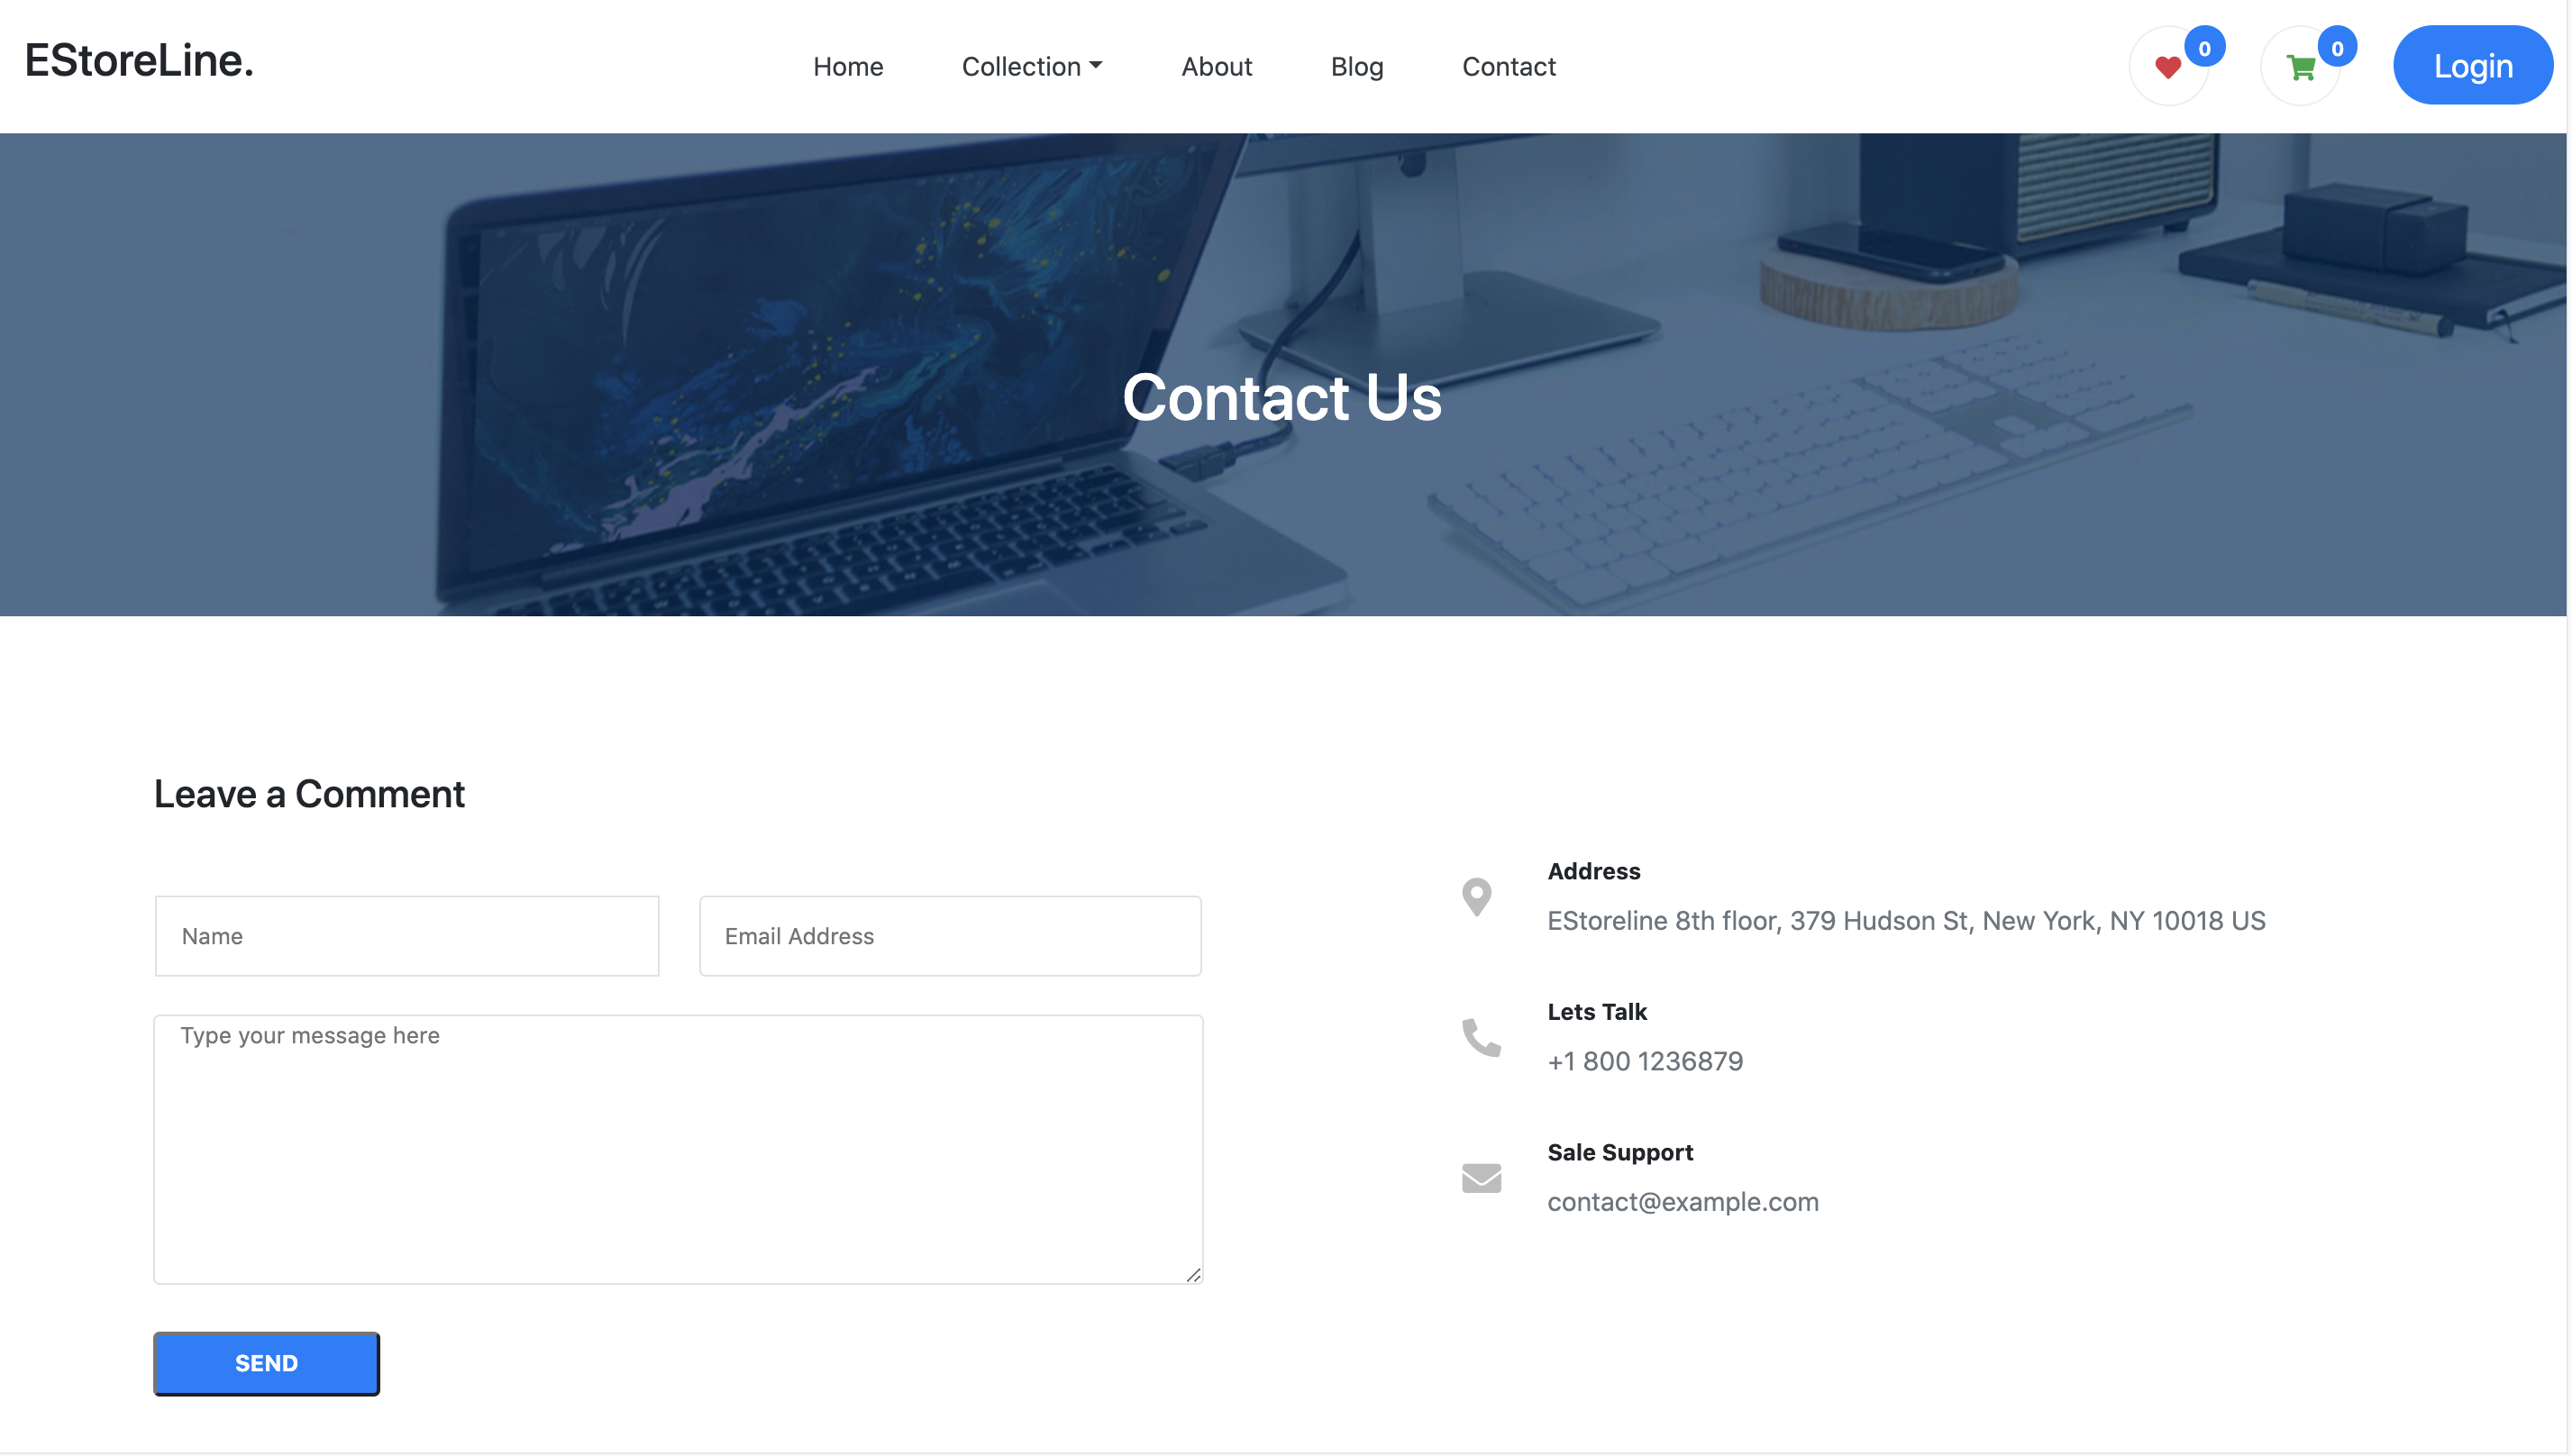 EStoreLine.
Home Collection About Blog Contact
0 0 Login
Contact Us
Leave a Comment
Name Email Address
Type your message here
SEND
Address
EStoreline 8th floor, 379 Hudson St, New York, NY 10018 US
Lets Talk
+1 800 1236879
Sale Support
contact@example.com